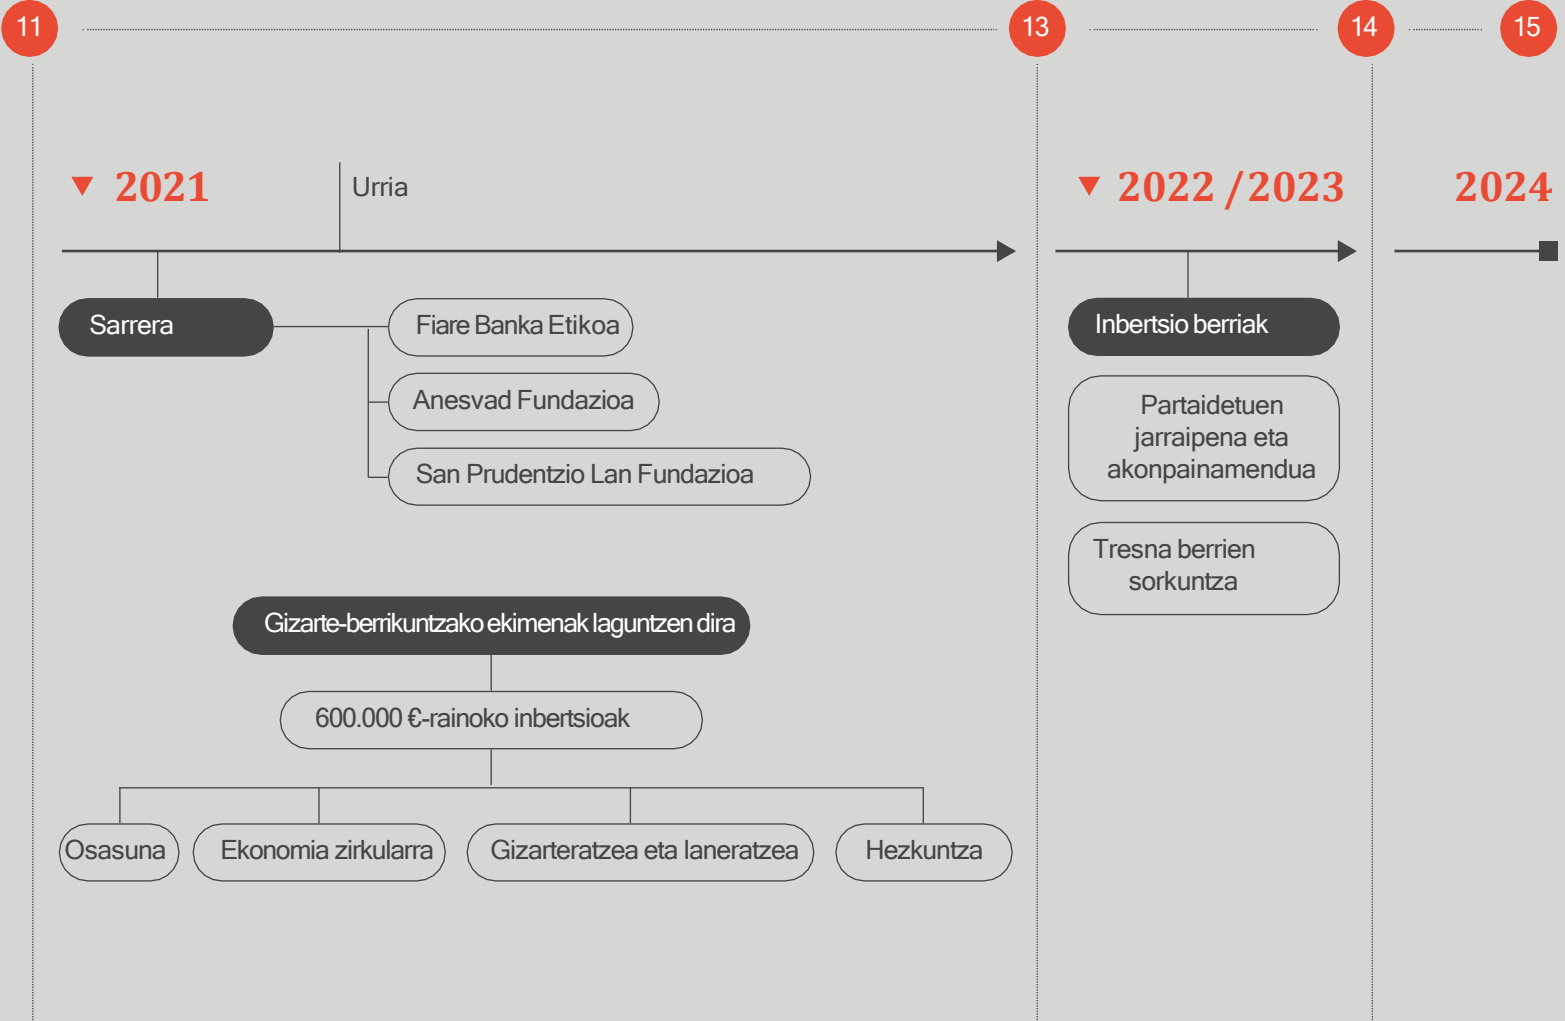 11
13
14
15
2021
Urria
2022 /2023
2024
Sarrera
Fiare Banka Etikoa
Anesvad Fundazioa
San Prudentzio Lan Fundazioa
Inbertsio berriak
Partaidetuen
jarraipena eta
akonpainamendua
Tresna berrien
sorkuntza
Gizarte-berrikuntzako ekimenak laguntzen dira
600.000 €-rainoko inbertsioak
Osasuna
Ekonomia zirkularra
Gizarteratzea eta laneratzea
Hezkuntza